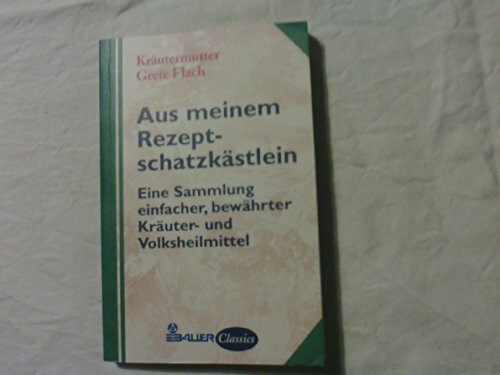 Kräutermutter
Grete Flach
Aus meinem
Rezept-
schatzkästlein
Eine Sammlung
einfacher, bewährter
Kräuter- und
Volksheilmittel
BAUER Classics